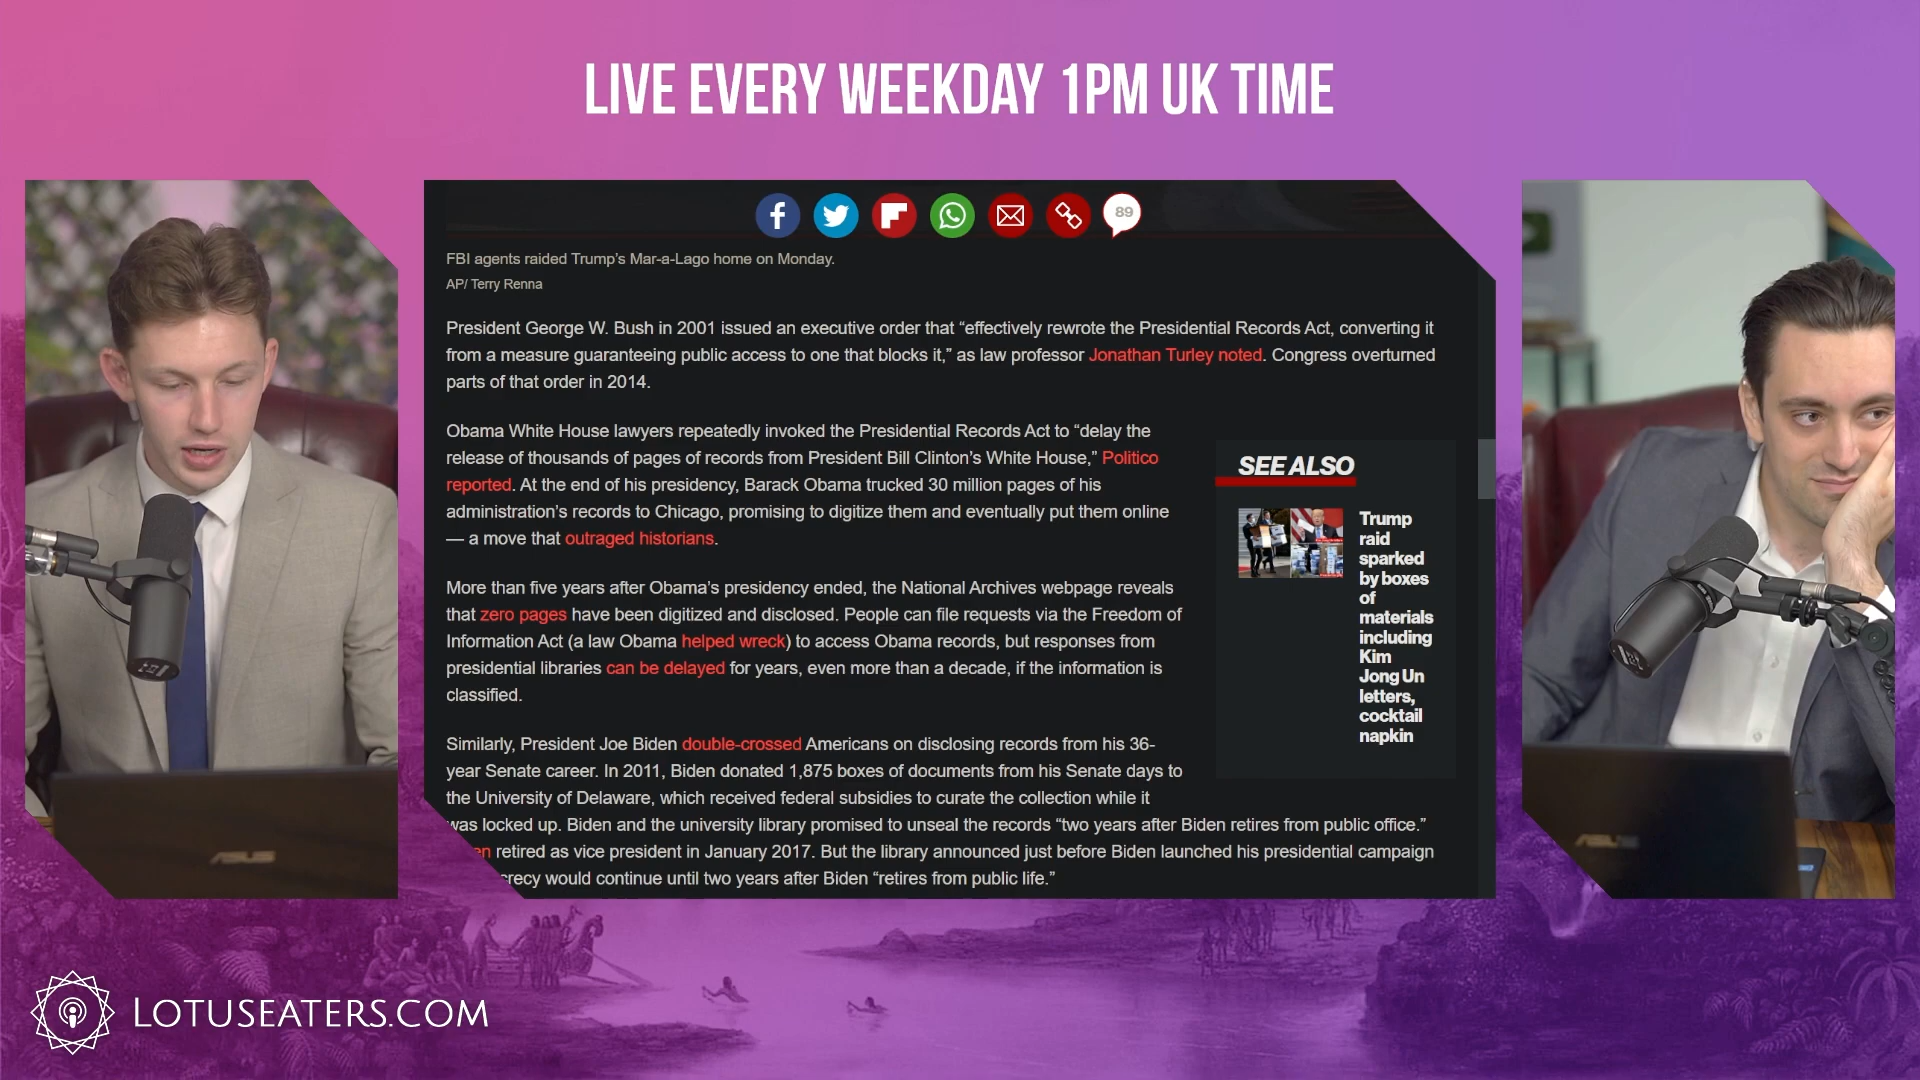 LIVE EVERY WEEKDAY 1PM UK TIME
89
FBI agents raided Trump's Mar-a-Lago home on Monday.
AP/ Terry Renna
President George W. Bush in 2001 issued an executive order that “effectively rewrote the Presidential Records Act, converting it
from a measure guaranteeing public access to one that blocks it,” as law professor Jonathan Turley noted. Congress overturned
parts of that order in 2014.
Obama White House lawyers repeatedly invoked the Presidential Records Act to “delay the
release of thousands of pages of records from President Bill Clinton’s White House,” Politico
reported. At the end of his presidency, Barack Obama trucked 30 million pages of his
administration’s records to Chicago, promising to digitize them and eventually put them online
— a move that outraged historians.
More than five years after Obama’s presidency ended, the National Archives webpage reveals
that zero pages have been digitized and disclosed. People can file requests via the Freedom of
Information Act (a law Obama helped wreck) to access Obama records, but responses from
presidential libraries can be delayed for years, even more than a decade, if the information is
classified.
Similarly, President Joe Biden double-crossed Americans on disclosing records from his 36-
year Senate career. In 2011, Biden donated 1,875 boxes of documents from his Senate days to
the University of Delaware, which received federal subsidies to curate the collection while it
was locked up. Biden and the university library promised to unseal the records “two years after Biden retires from public office.”
en retired as vice president in January 2017. But the library announced just before Biden launched his presidential campaign
recy would continue until two years after Biden “retires from public life.”
SEE ALSO
Trump
raid
sparked
by boxes
of
materials
including
Kim
Jong Un
letters,
cocktail
napkin
ASUS
ASUS
LOTUSEATERS.COM